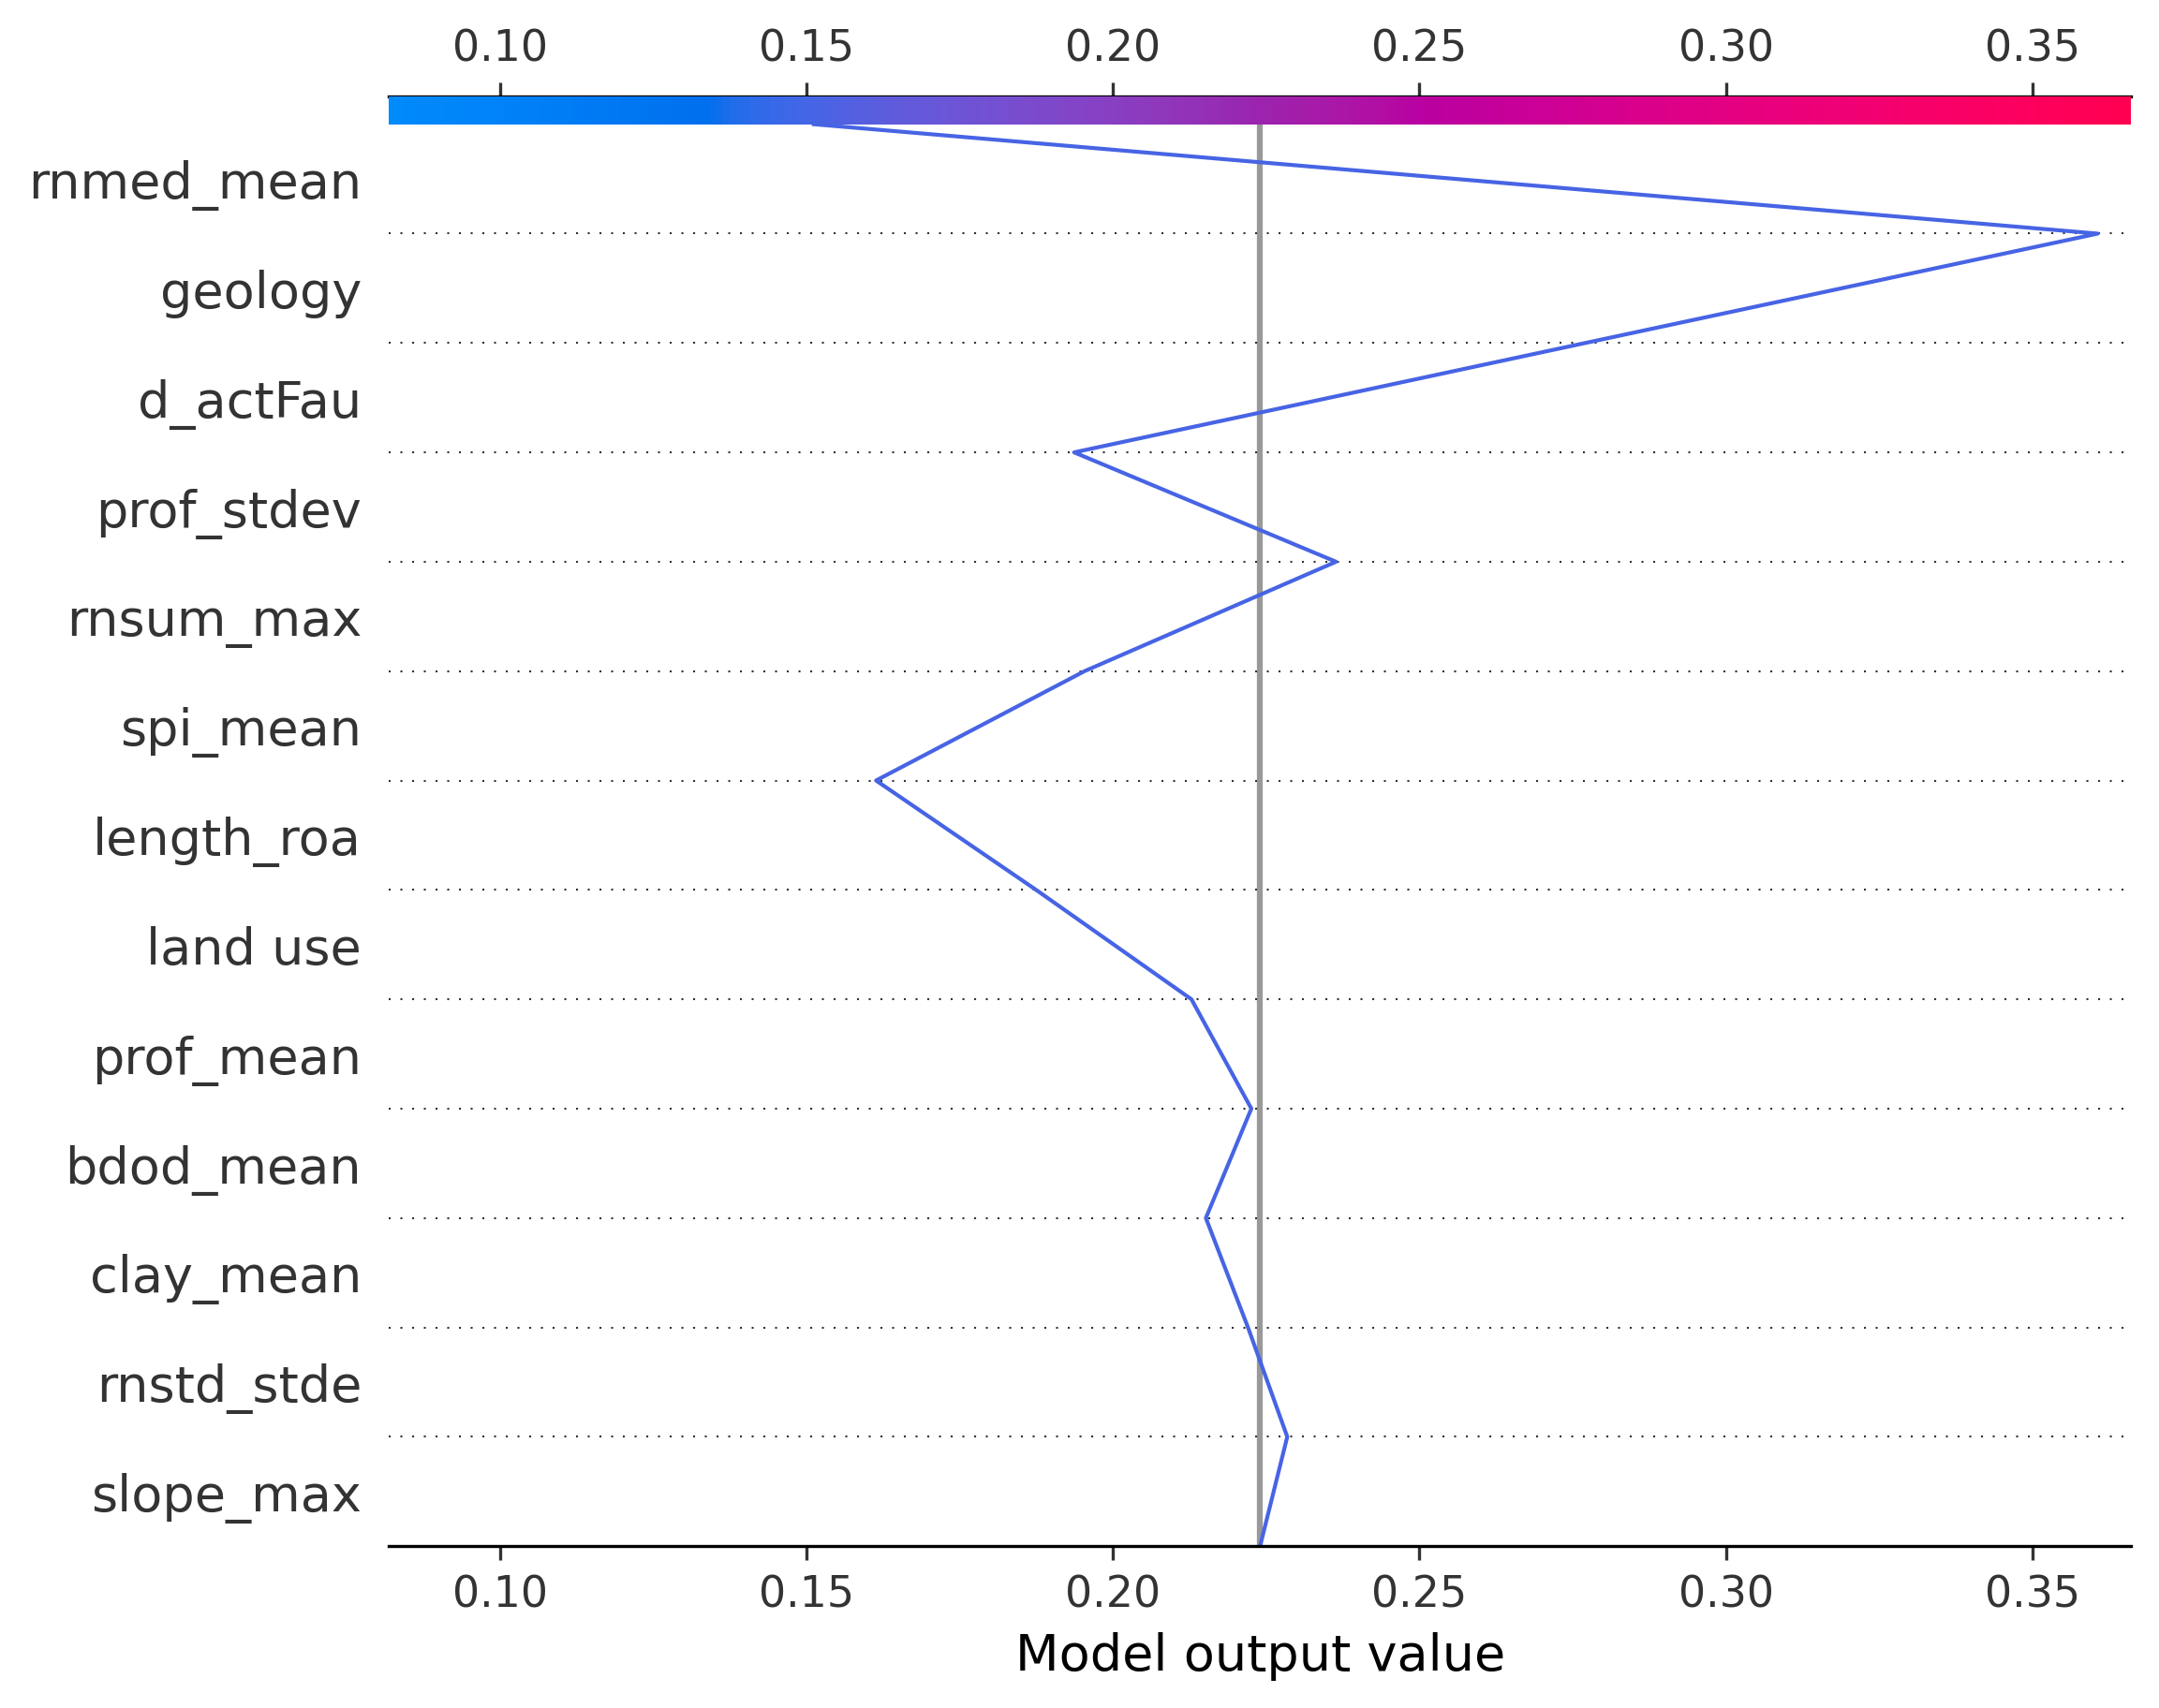 0.10 0.15 0.20 0.25 0.30 0.35
rnmed_mean
geology
d_actFau
prof_stdev
rnsum_max
spi_mean
length_roa
land use
prof_mean
bdod_mean
clay_mean
rnstd_stde
slope_max
0.10 0.15 0.20 0.25 0.30 0.35
Model output value